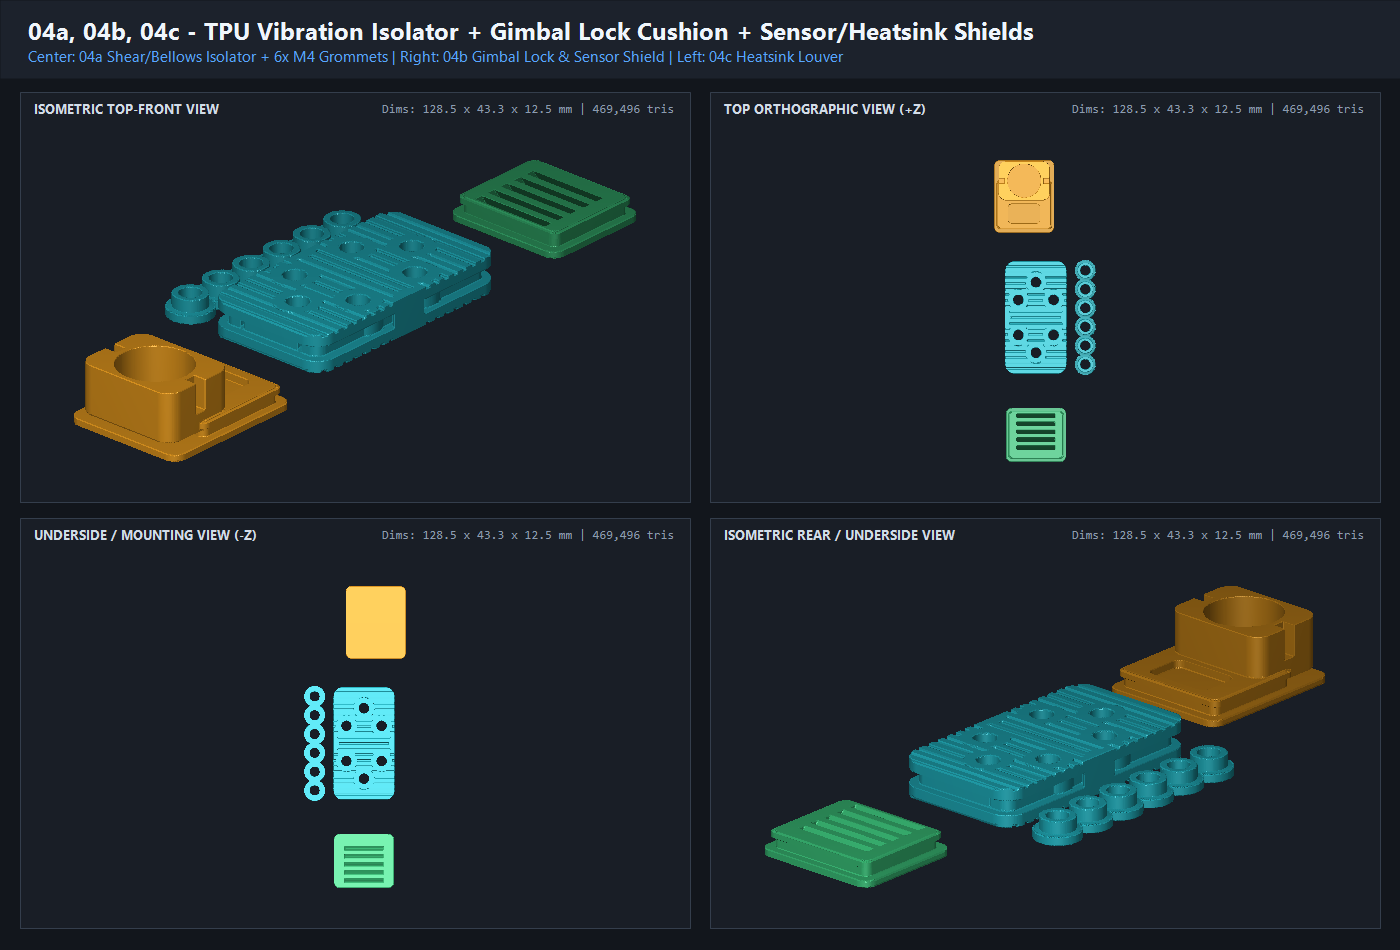 04a, 04b, 04c - TPU Vibration Isolator + Gimbal Lock Cushion + Sensor/Heatsink Shields
Center: 04a Shear/Bellows Isolator + 6x M4 Grommets | Right: 04b Gimbal Lock & Sensor Shield | Left: 04c Heatsink Louver
ISOMETRIC TOP-FRONT VIEW
Dims: 128.5 x 43.3 x 12.5 mm | 469,496 tris
TOP ORTHOGRAPHIC VIEW (+Z)
Dims: 128.5 x 43.3 x 12.5 mm | 469,496 tris
UNDERSIDE / MOUNTING VIEW (-Z)
Dims: 128.5 x 43.3 x 12.5 mm | 469,496 tris
ISOMETRIC REAR / UNDERSIDE VIEW
Dims: 128.5 x 43.3 x 12.5 mm | 469,496 tris